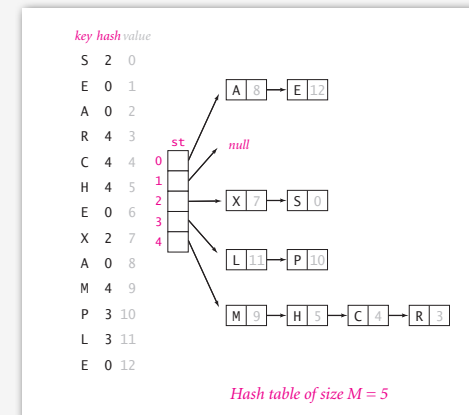 key hash value
S 2 0
E 0 1
A 0 2
R 4 3
C 4 4
H 4 5
E 0 6
X 2 7
A 0 8
M 4 9
P 3 10
L 3 11
E 0 12
st
0
1
2
3
4
A 8 E 12
null
X 7 S 0
L 11 P 10
M 9 H 5 C 4 R 3
Hash table of size M = 5